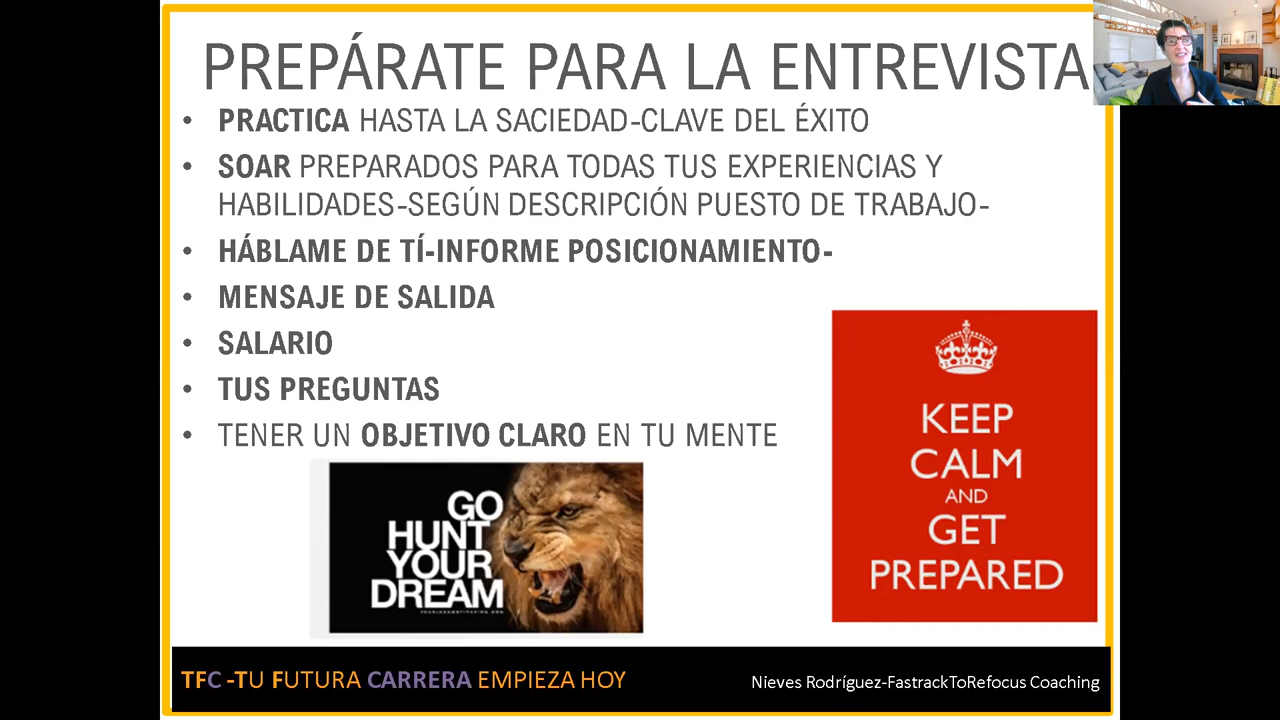 PREPÁRATE PARA LA ENTREVISTA
• PRACTICA HASTA LA SACIEDAD-CLAVE DEL ÉXITO
• SOAR PREPARADOS PARA TODAS TUS EXPERIENCIAS Y
HABILIDADES-SEGÚN DESCRIPCIÓN PUESTO DE TRABAJO-
• HÁBLAME DE TÍ-INFORME POSICIONAMIENTO-
• MENSAJE DE SALIDA
• SALARIO
• TUS PREGUNTAS
• TENER UN OBJETIVO CLARO EN TU MENTE
GO
HUNT
YOUR
DREAM
KEEP
CALM
AND
GET
PREPARED
TFC -TU FUTURA CARRERA EMPIEZA HOY
Nieves Rodríguez-FastrackToRefocus Coaching